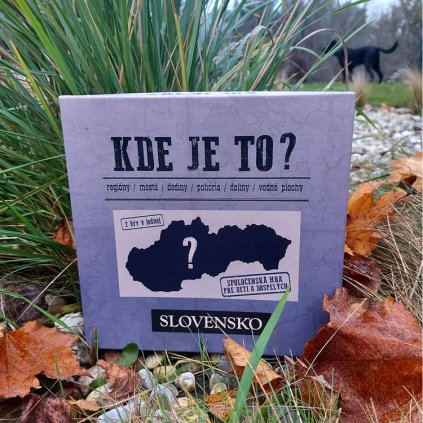 KDE JE TO?
regióny / mestá / dediny / pohoria / doliny / vodné plochy
2 hry v jednej
?
SPOLOČENSKÁ HRA
PRE DETI A DOSPELÝCH
SLOVENSKO